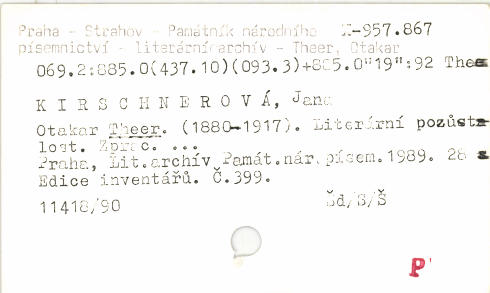 Praha - Strahov - Památník národního II-957.867
písemnictví - literární archív - Theer, Otakar
069.2:885.0(437.10)(093.3)+885.0"19":92 Theer
K I R S C H N E R O V Á, Jana
Otakar Theer. (1880-1917). Literární pozůsta-
lost. Zprac. ...
Praha, Lit.archív Památ.nár.písem.1989. 28 s
Edice inventářů. Č.399.
11418/90 Šd/S/Š
P'